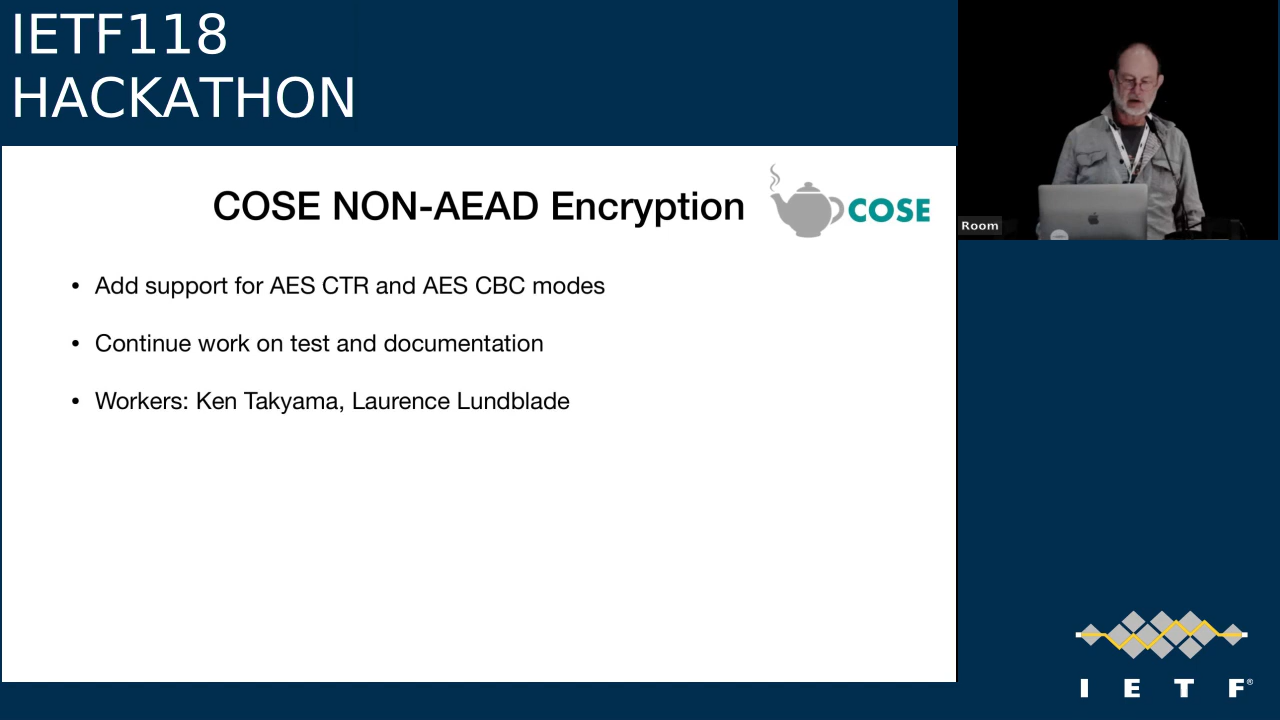 IETF118
HACKATHON
COSE NON-AEAD Encryption
COSE
• Add support for AES CTR and AES CBC modes
• Continue work on test and documentation
• Workers: Ken Takyama, Laurence Lundblade
Room
I E T F®